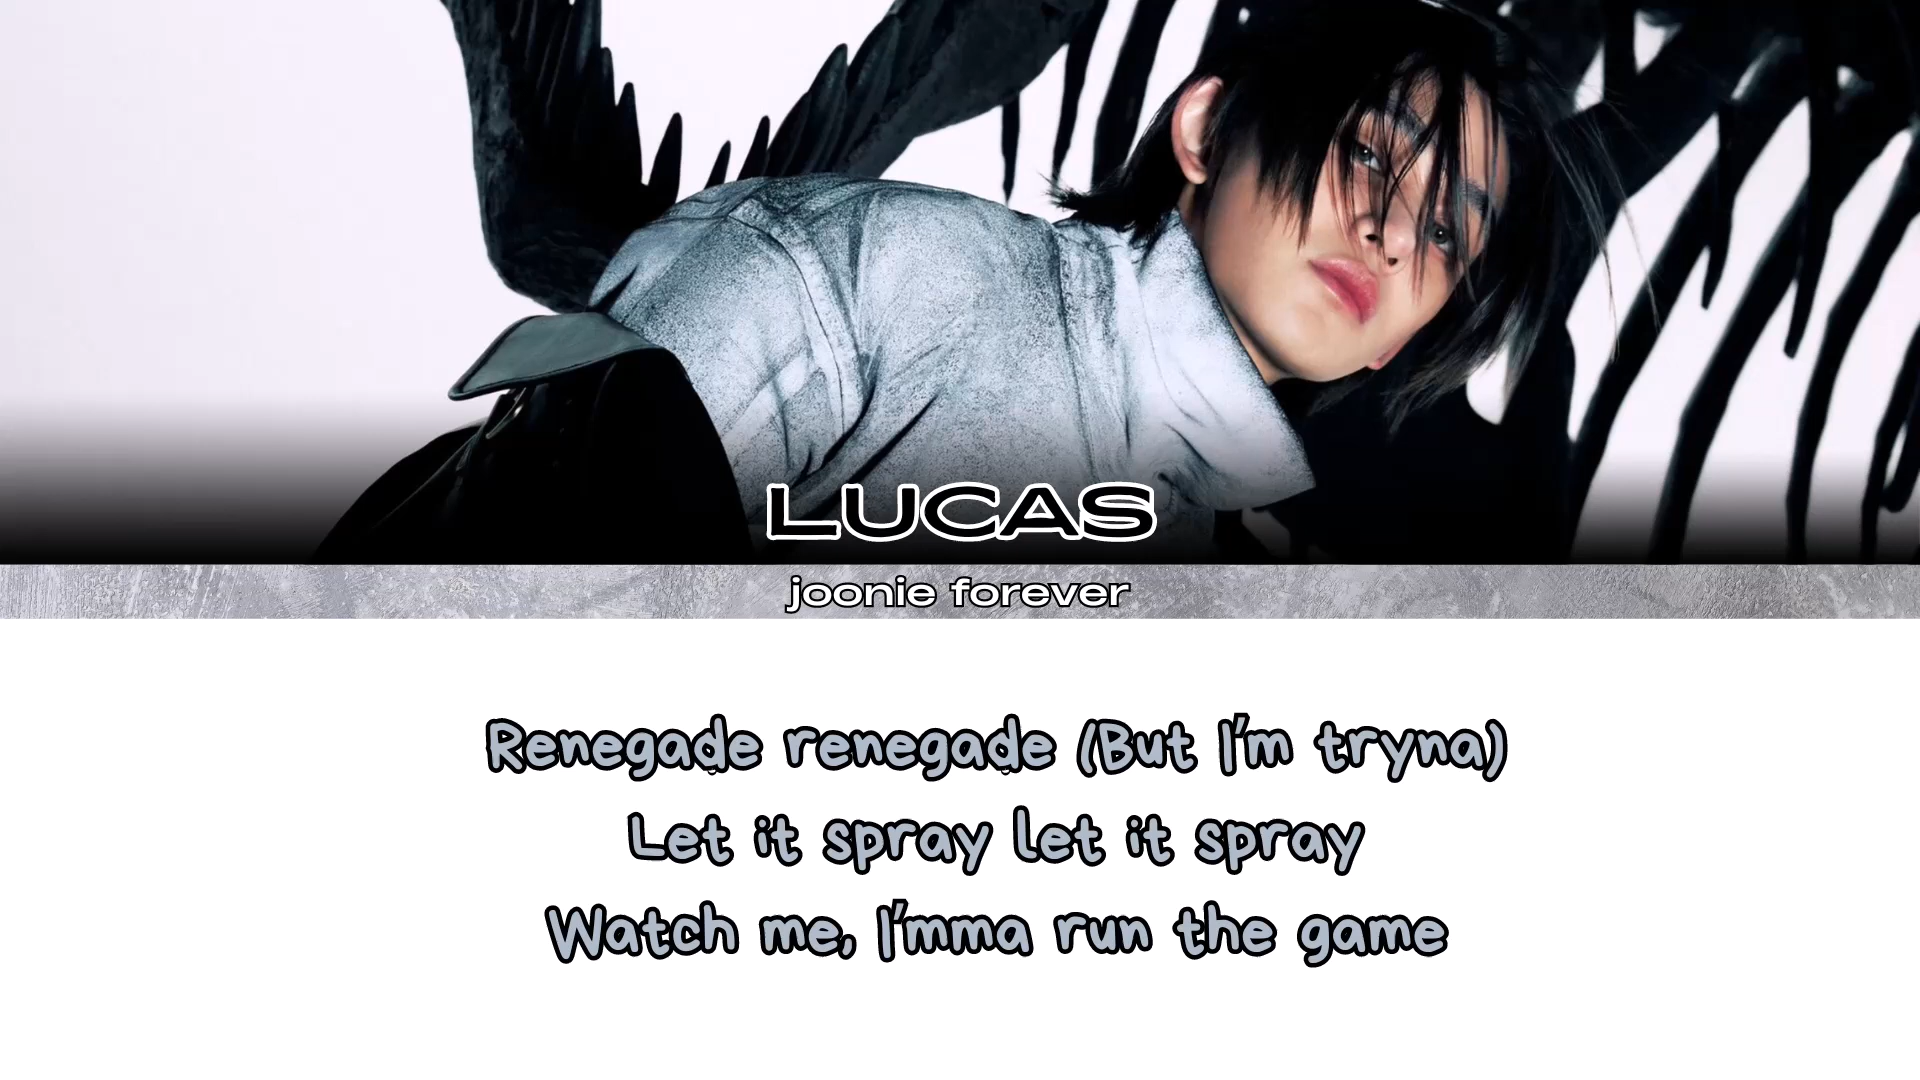 LUCAS
joonie forever
Renegade renegade (But I'm tryna)
Let it spray let it spray
Watch me, I'mma run the game